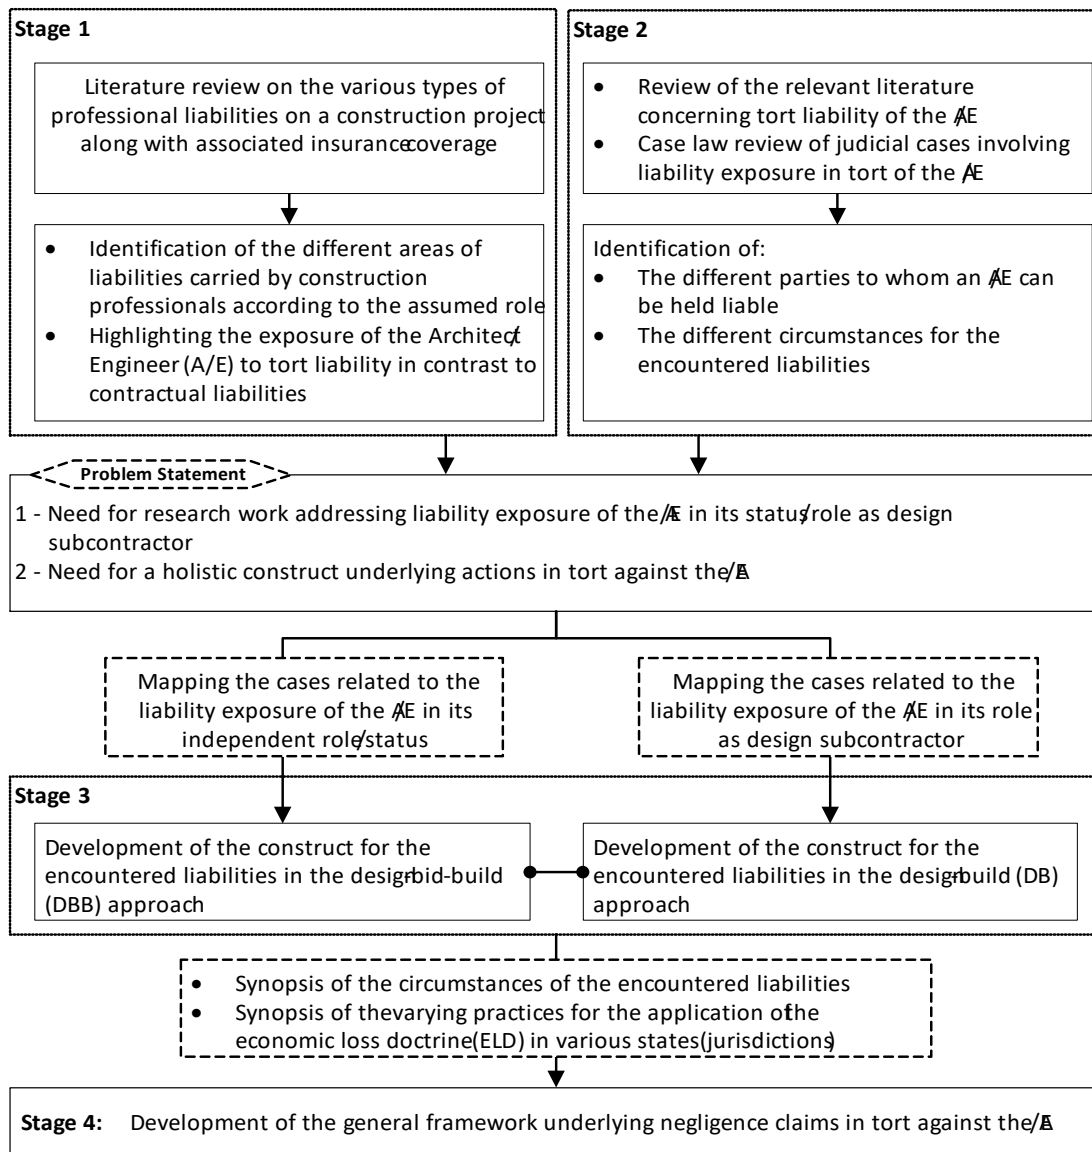 Stage 1
Literature review on the various types of
professional liabilities on a construction project
along with associated insurance coverage
• Identification of the different areas of
liabilities carried by construction
professionals according to the assumed role
• Highlighting the exposure of the Architect/
Engineer (A/E) to tort liability in contrast to
contractual liabilities
Stage 2
• Review of the relevant literature
concerning tort liability of the A/E
• Case law review of judicial cases involving
liability exposure in tort of the A/E
Identification of:
• The different parties to whom an A/E can
be held liable
• The different circumstances for the
encountered liabilities
Problem Statement
1 - Need for research work addressing liability exposure of the A/E in its status/role as design
subcontractor
2 - Need for a holistic construct underlying actions in tort against the A/E
Mapping the cases related to the
liability exposure of the A/E in its
independent role/status
Mapping the cases related to the
liability exposure of the A/E in its role
as design subcontractor
Stage 3
Development of the construct for the
encountered liabilities in the design-bid-build
(DBB) approach
Development of the construct for the
encountered liabilities in the design-build (DB)
approach
• Synopsis of the circumstances of the encountered liabilities
• Synopsis of the varying practices for the application of the
economic loss doctrine (ELD) in various states (jurisdictions)
Stage 4: Development of the general framework underlying negligence claims in tort against the A/E